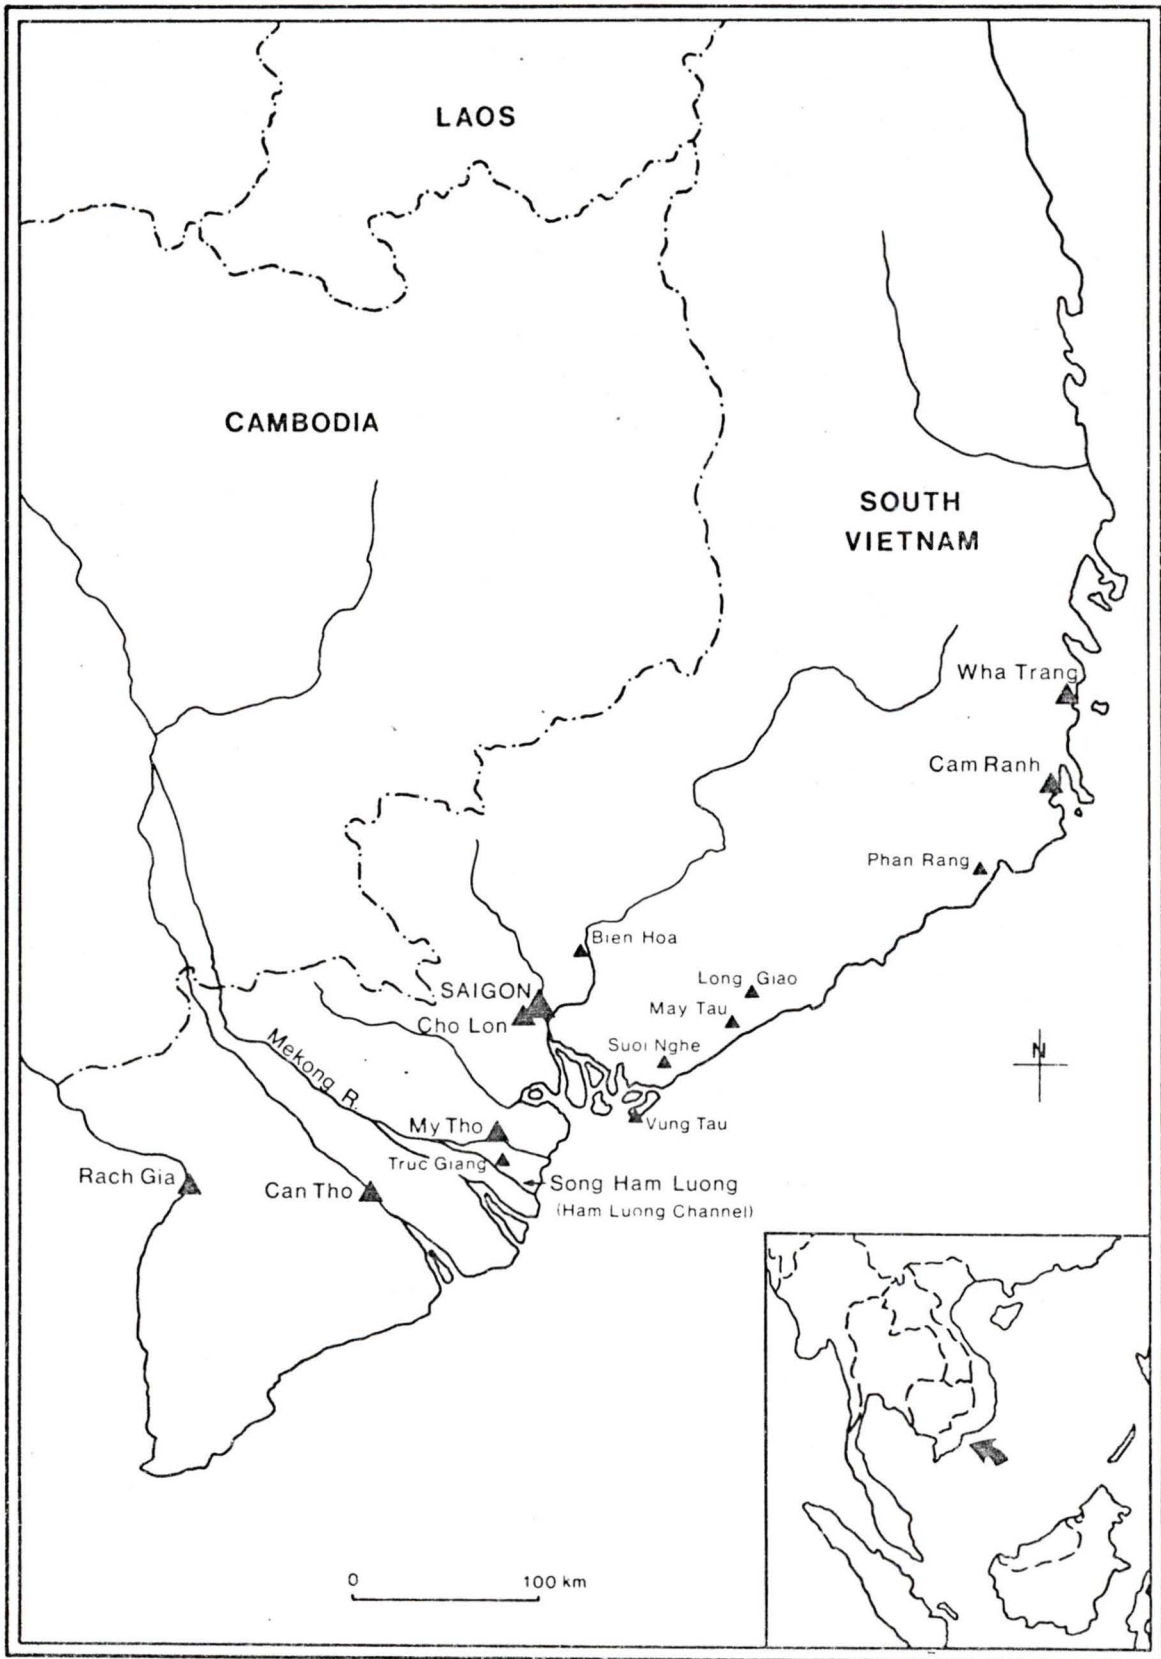 LAOS
CAMBODIA
SOUTH
VIETNAM
Wha Trang
Cam Ranh
Phan Rang
Bien Hoa
Long Giao
SAIGON
May Tau
Cho Lon
Suoi Nghe
N
Mekong R.
My Tho
Vung Tau
Truc Giang
Rach Gia
Can Tho
Song Ham Luong
(Ham Luong Channel)
0 100 km